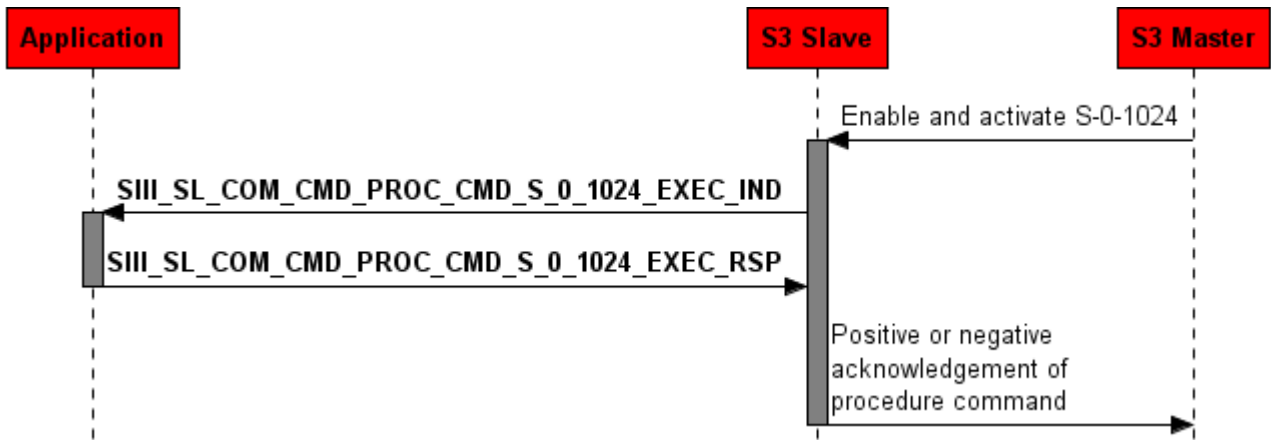 Application
S3 Slave
S3 Master
Enable and activate S-0-1024
SIII_SL_COM_CMD_PROC_CMD_S_0_1024_EXEC_IND
SIII_SL_COM_CMD_PROC_CMD_S_0_1024_EXEC_RSP
Positive or negative
acknowledgement of
procedure command